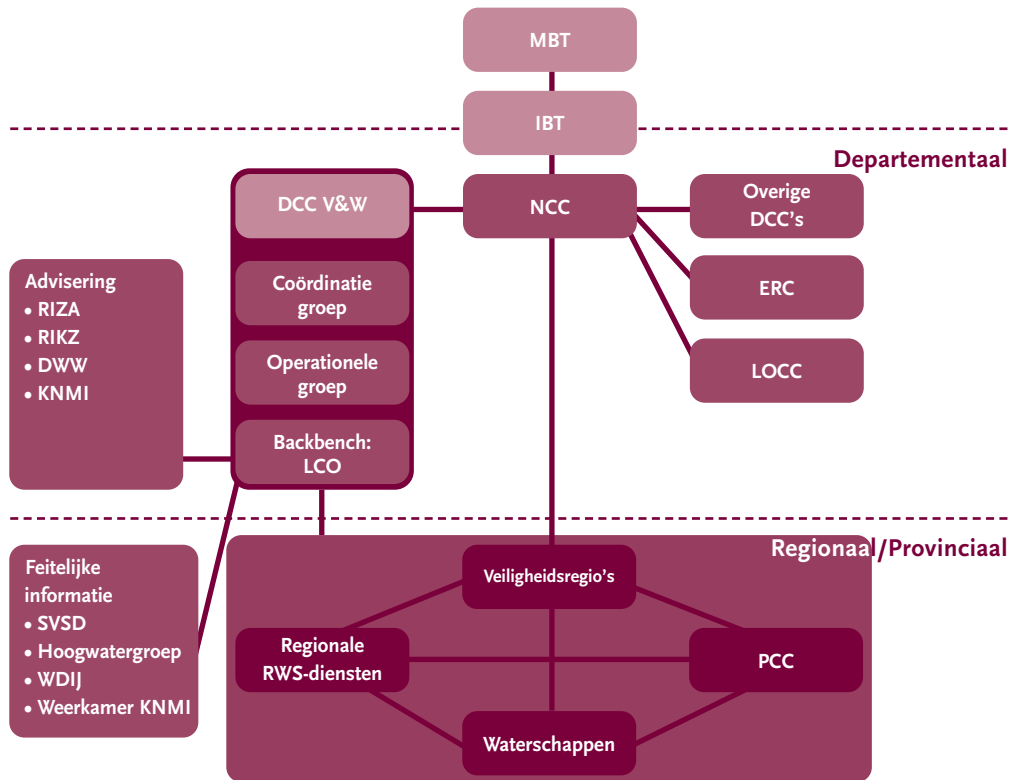 MBT
IBT
Departementaal
DCC V&W
NCC
Overige
DCC's
Advisering
• RIZA
• RIKZ
• DWW
• KNMI
Coördinatie
groep
ERC
Operationele
groep
LOCC
Backbench:
LCO
Regionaal/Provinciaal
Feitelijke
informatie
• SVSD
• Hoogwatergroep
• WDIJ
• Weerkamer KNMI
Veiligheidsregio's
Regionale
RWS-diensten
PCC
Waterschappen